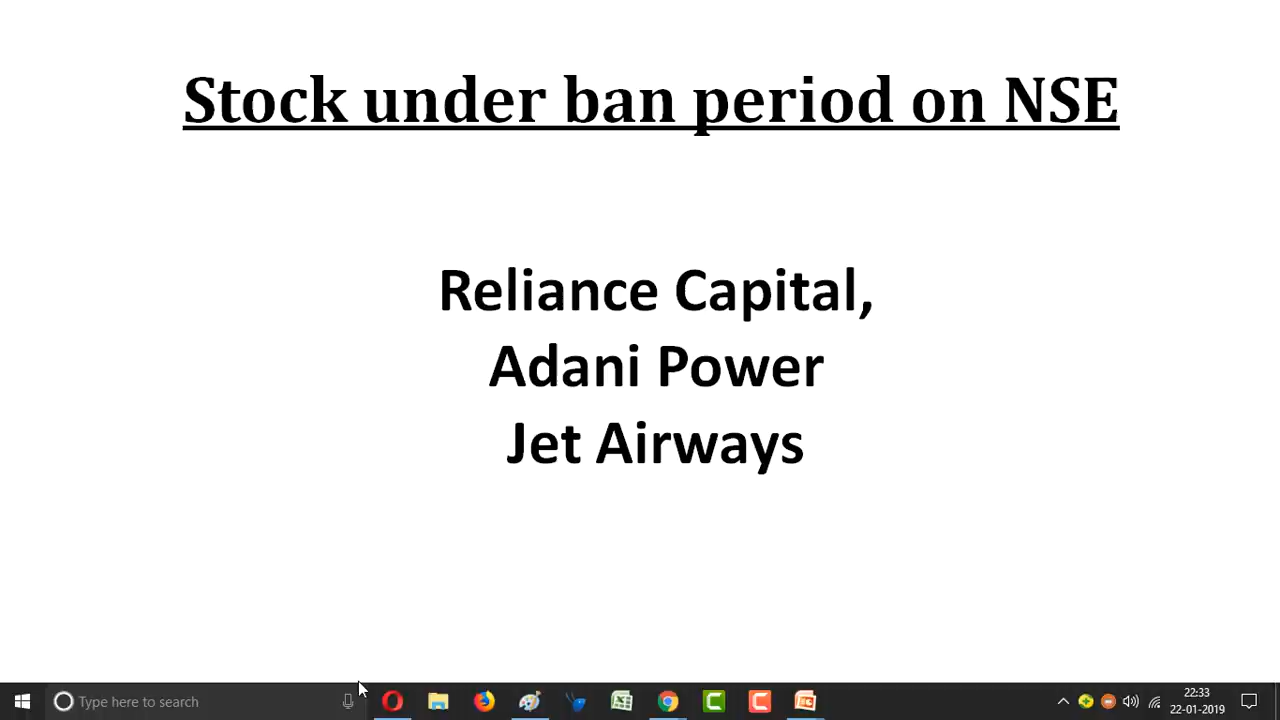 Stock under ban period on NSE
Reliance Capital,
Adani Power
Jet Airways
Type here to search
22:33
22-01-2019